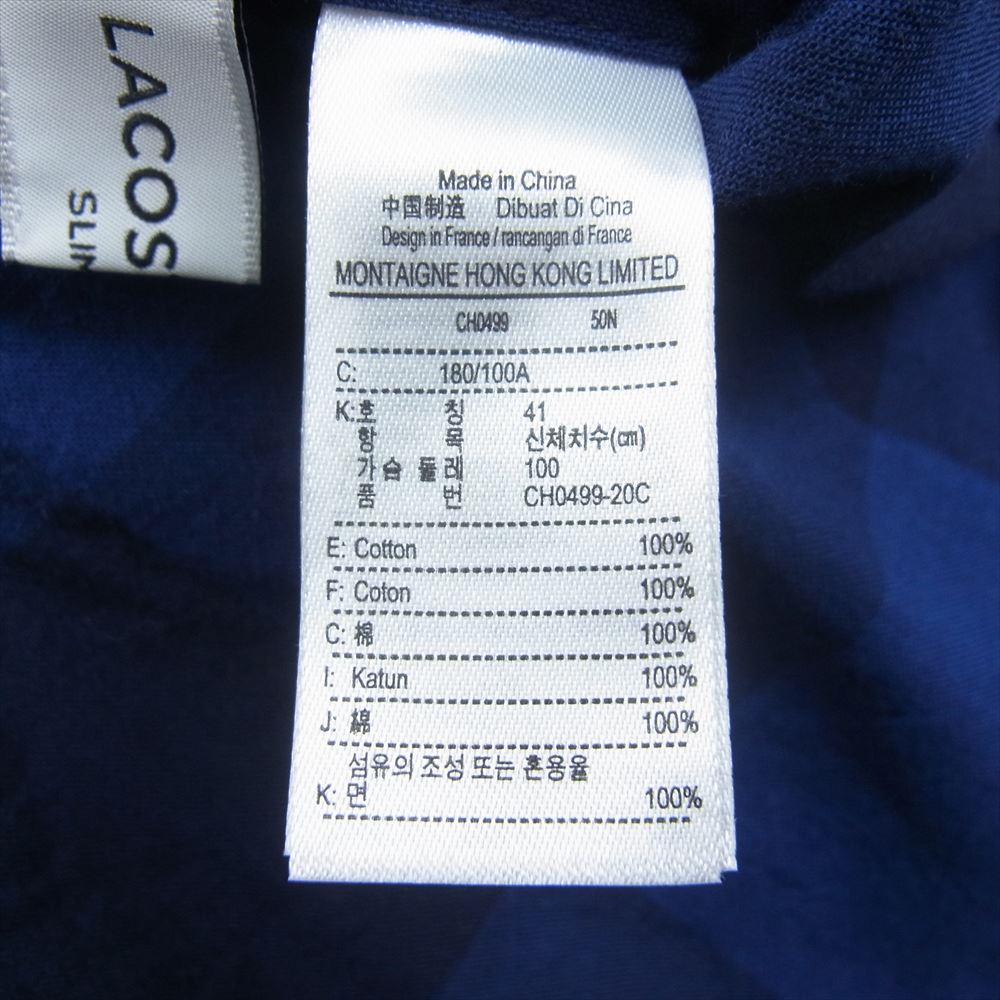 LACOS
SLIM
Made in China
中国制造 Dibuat Di Cina
Design in France / rancangan di France
MONTAIGNE HONG KONG LIMITED
CH0499 50N
C: 180/100A
K:호 칭 41
항 목 신체치수(㎝)
가슴 둘레 100
품 번 CH0499-20C
E: Cotton 100%
F: Coton 100%
C: 棉 100%
I: Katun 100%
J: 綿 100%
섬유의 조성 또는 혼용율
K: 면 100%